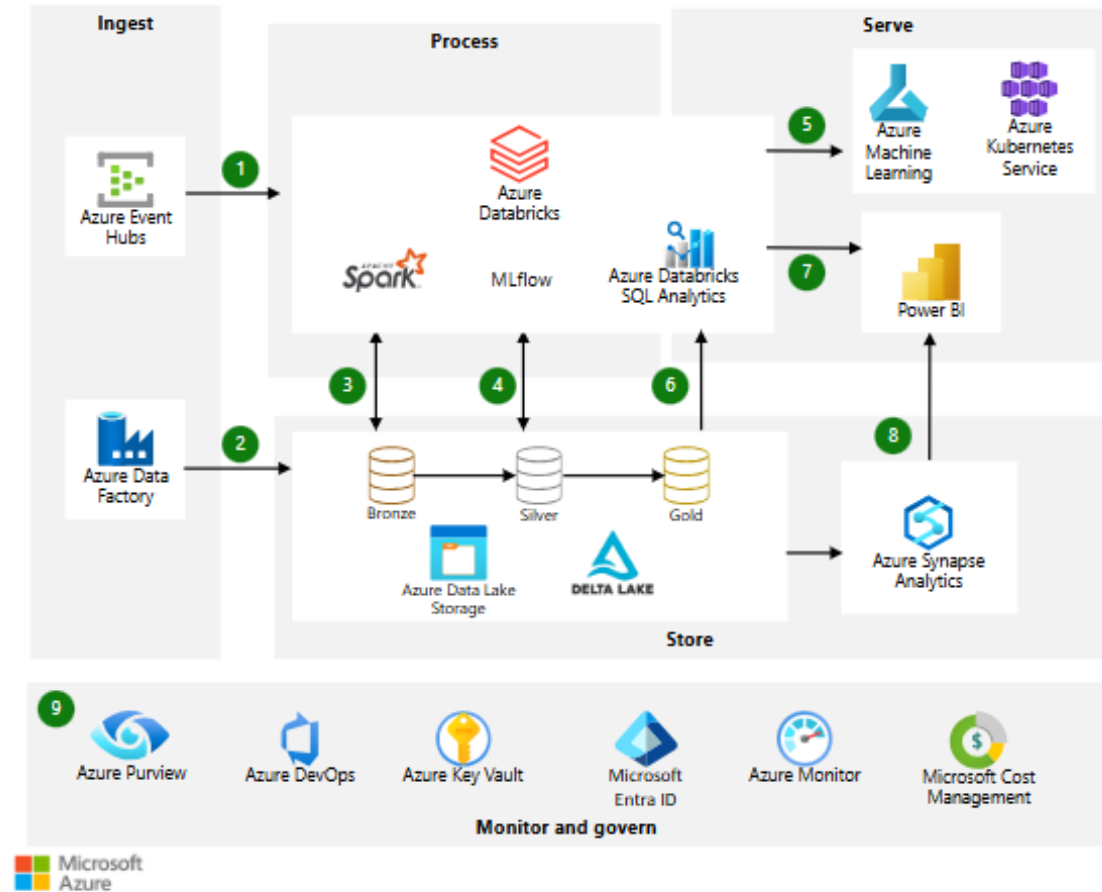 Ingest
Process
Serve
Azure
Machine
Learning
Azure
Kubernetes
Service
5
1
Azure Event
Hubs
Azure
Databricks
APACHE
Spark
MLflow
Azure Databricks
SQL Analytics
7
Power BI
3
4
6
2
Azure Data
Factory
8
Bronze
Silver
Gold
Azure Data Lake
Storage
DELTA LAKE
Azure Synapse
Analytics
Store
9
Azure Purview
Azure DevOps
Azure Key Vault
Microsoft
Entra ID
Azure Monitor
$
Microsoft Cost
Management
Monitor and govern
Microsoft
Azure